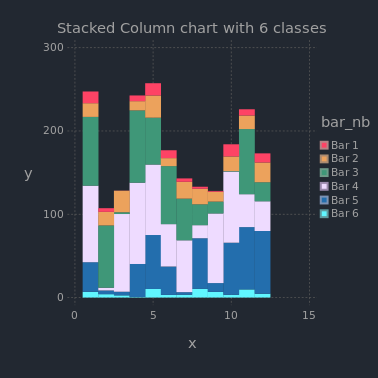 Stacked Column chart with 6 classes
300
200
100
0
0
5
10
15
y
x
bar_nb
Bar 1
Bar 2
Bar 3
Bar 4
Bar 5
Bar 6